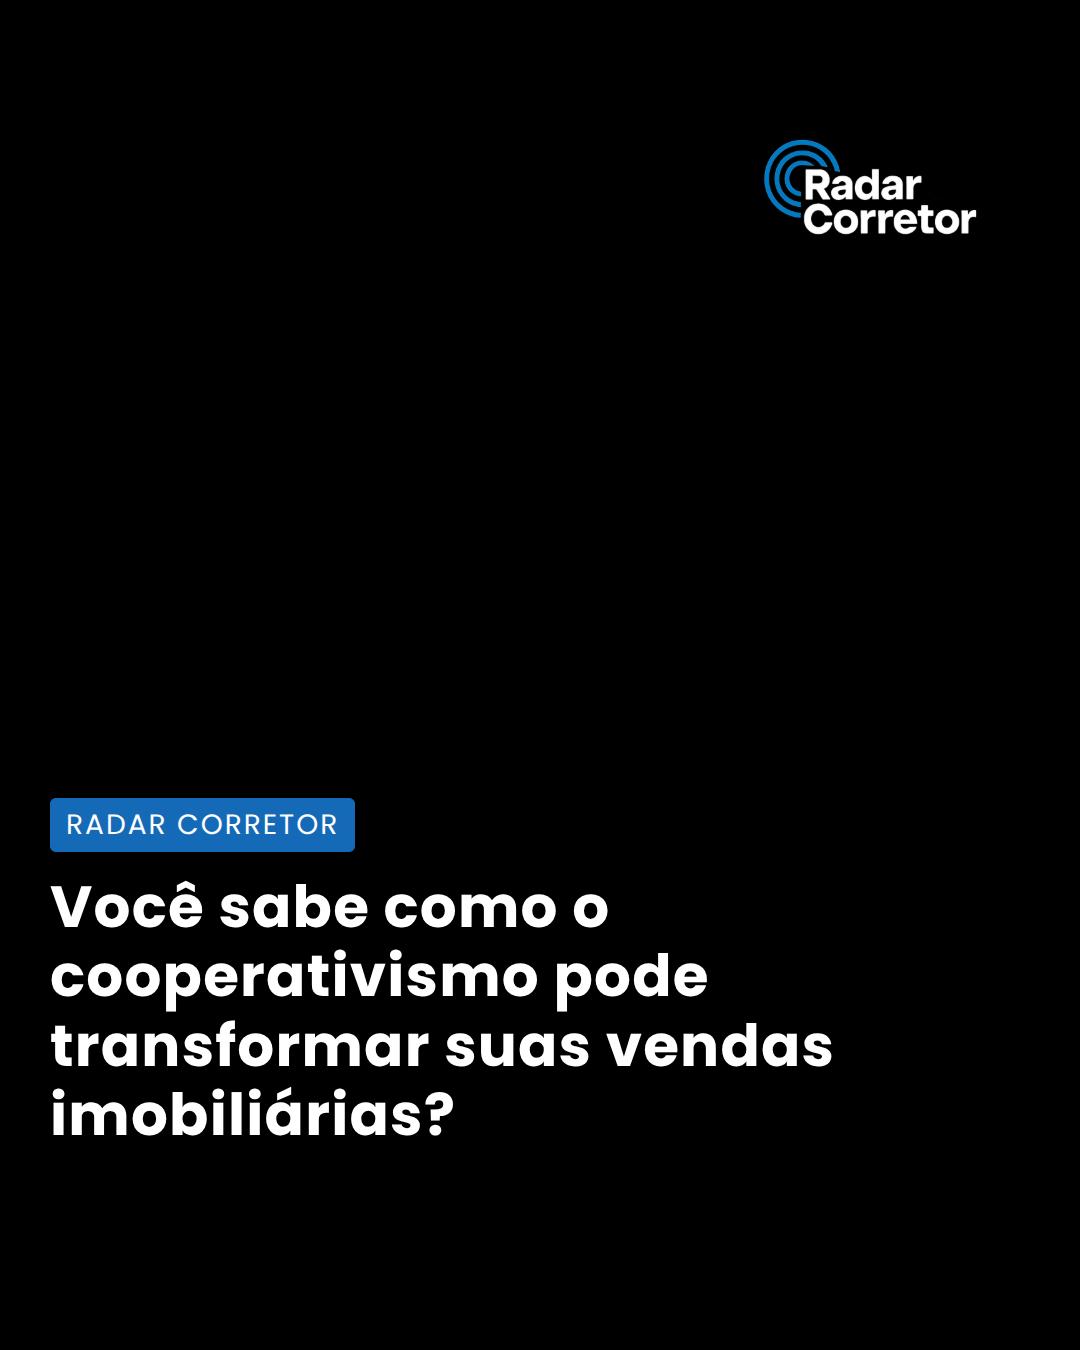 Radar
Corretor
RADAR CORRETOR
Você sabe como o
cooperativismo pode
transformar suas vendas
imobiliárias?